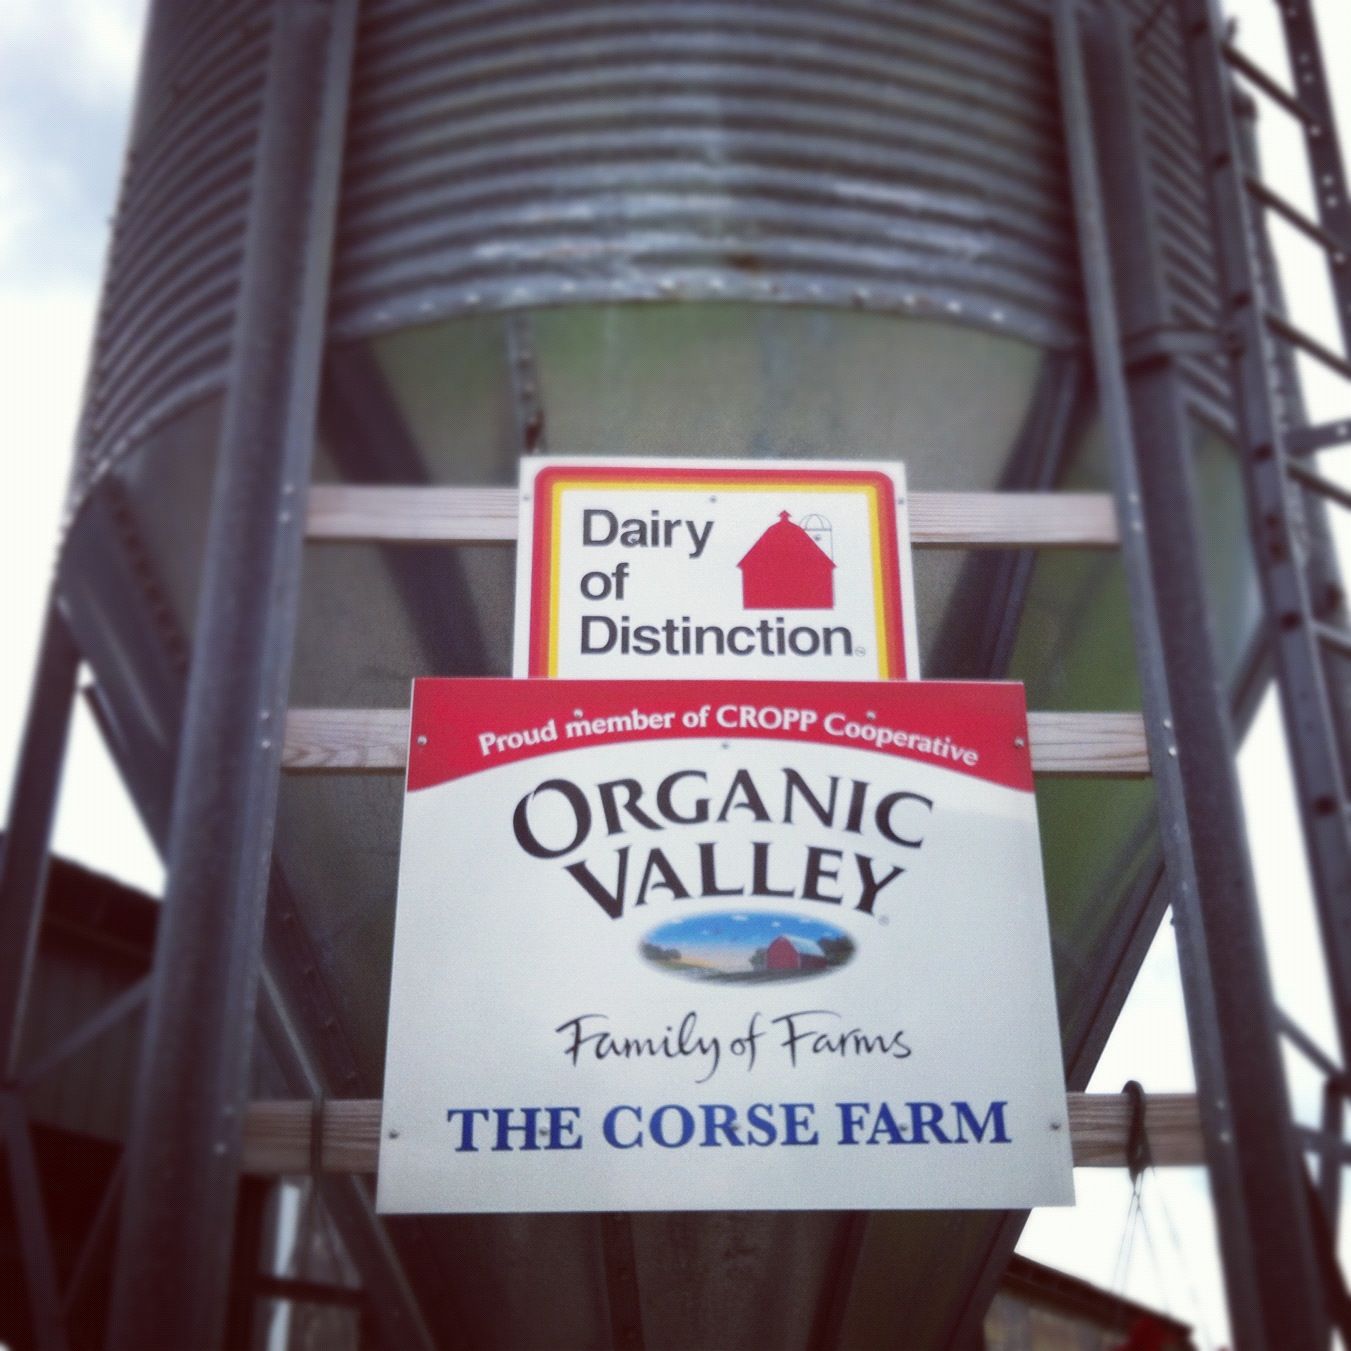 Dairy
of
Distinction
Proud member of CROPP Cooperative
ORGANIC
VALLEY
Family of Farms
THE CORSE FARM